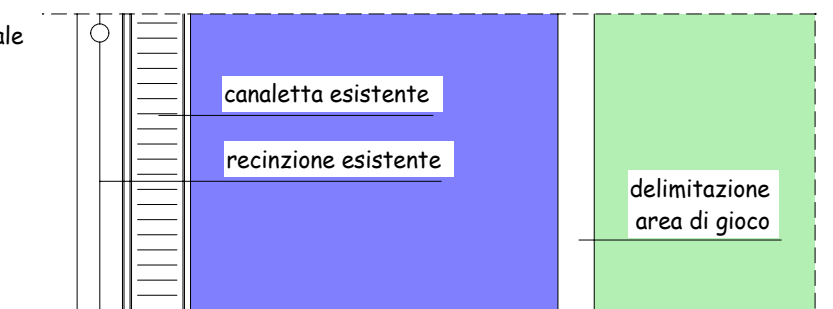 ale
canaletta esistente
recinzione esistente
delimitazione
area di gioco